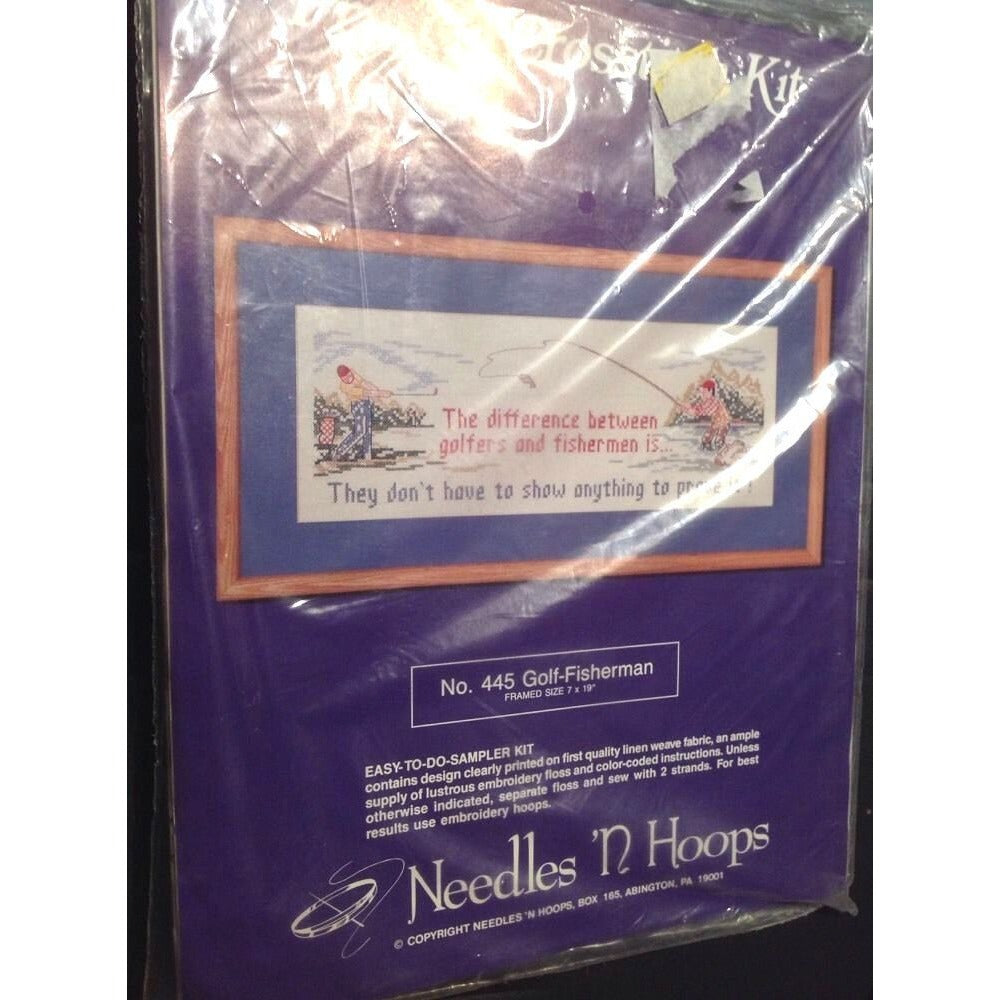 Kit
The difference between
golfers and fishermen is...
They don't have to show anything to prove it!
No. 445 Golf-Fisherman
FRAMED SIZE 7 x 19"
EASY-TO-DO-SAMPLER KIT
contains design clearly printed on first quality linen weave fabric, an ample
supply of lustrous embroidery floss and color-coded instructions. Unless
otherwise indicated, separate floss and sew with 2 strands. For best
results use embroidery hoops.
Needles 'N Hoops
© COPYRIGHT NEEDLES 'N HOOPS, BOX 165, ABINGTON, PA 19001